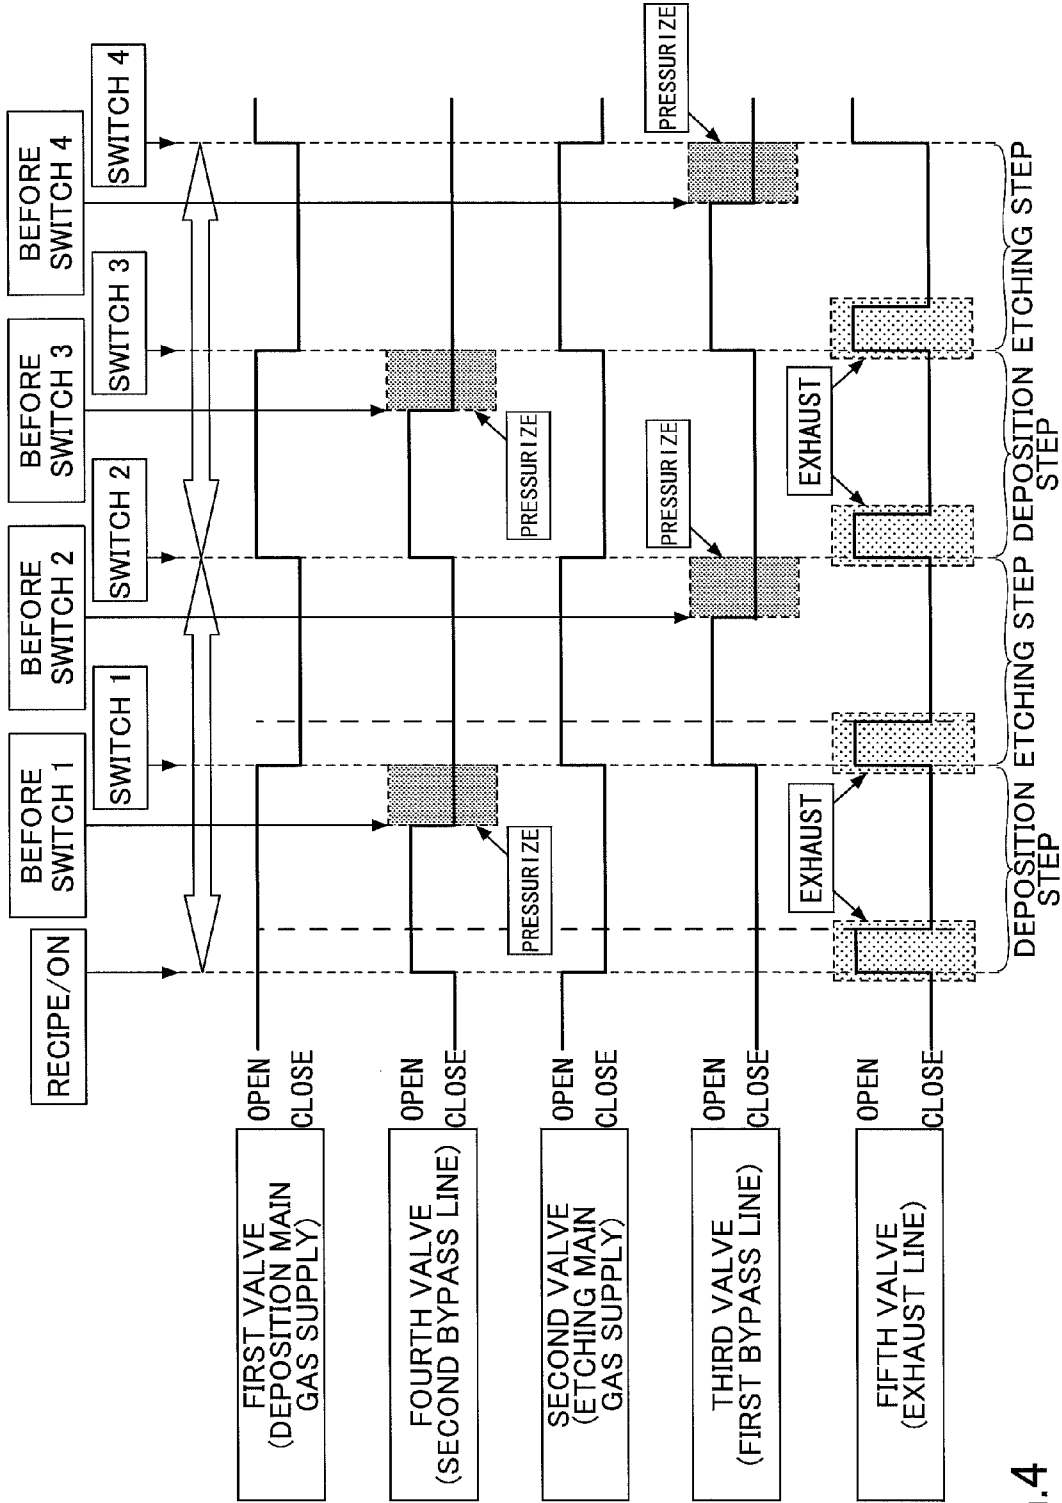 RECIPE/ON
BEFORE
SWITCH 1
SWITCH 1
BEFORE
SWITCH 2
SWITCH 2
BEFORE
SWITCH 3
SWITCH 3
BEFORE
SWITCH 4
SWITCH 4
FIRST VALVE
(DEPOSITION MAIN
GAS SUPPLY)
OPEN
CLOSE
FOURTH VALVE
(SECOND BYPASS LINE)
OPEN
CLOSE
PRESSURIZE
PRESSURIZE
SECOND VALVE
(ETCHING MAIN
GAS SUPPLY)
OPEN
CLOSE
THIRD VALVE
(FIRST BYPASS LINE)
OPEN
CLOSE
PRESSURIZE
PRESSURIZE
FIFTH VALVE
(EXHAUST LINE)
OPEN
CLOSE
EXHAUST
EXHAUST
DEPOSITION
STEP
ETCHING STEP
DEPOSITION
STEP
ETCHING STEP
.4